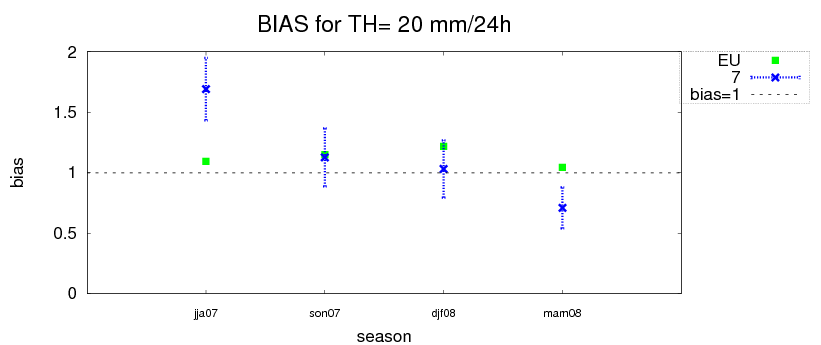 BIAS for TH= 20 mm/24h
EU
7
bias=1
2
1.5
1
0.5
0
bias
jja07 son07 djf08 mam08
season